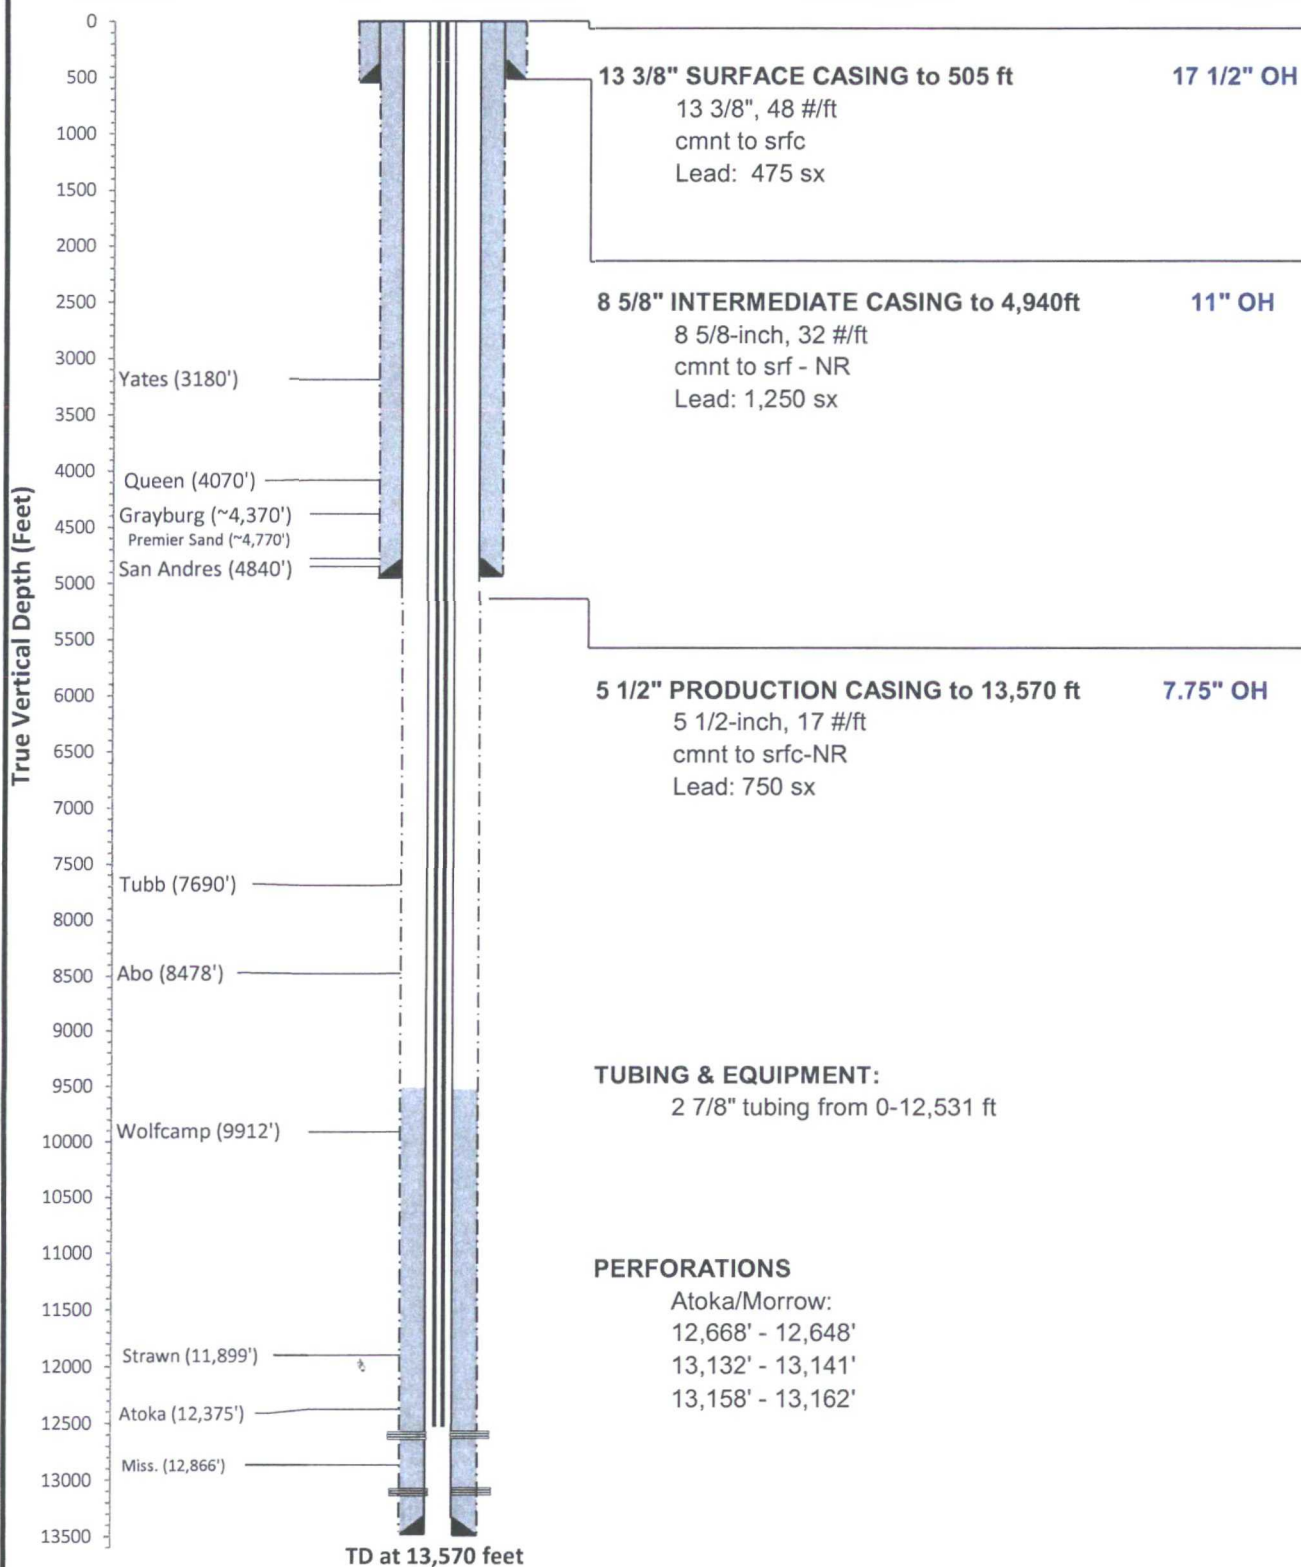 True Vertical Depth (Feet)
0
500
1000
1500
2000
2500
3000
3500
4000
4500
5000
5500
6000
6500
7000
7500
8000
8500
9000
9500
10000
10500
11000
11500
12000
12500
13000
13500
Yates (3180')
Queen (4070')
Grayburg (~4,370')
Premier Sand (~4,770')
San Andres (4840')
Tubb (7690')
Abo (8478')
Wolfcamp (9912')
Strawn (11,899')
Atoka (12,375')
Miss. (12,866')
TD at 13,570 feet
13 3/8" SURFACE CASING to 505 ft 17 1/2" OH
13 3/8", 48 #/ft
cmnt to srfc
Lead: 475 sx
8 5/8" INTERMEDIATE CASING to 4,940ft 11" OH
8 5/8-inch, 32 #/ft
cmnt to srf - NR
Lead: 1,250 sx
5 1/2" PRODUCTION CASING to 13,570 ft 7.75" OH
5 1/2-inch, 17 #/ft
cmnt to srfc-NR
Lead: 750 sx
TUBING & EQUIPMENT:
2 7/8" tubing from 0-12,531 ft
PERFORATIONS
Atoka/Morrow:
12,668' - 12,648'
13,132' - 13,141'
13,158' - 13,162'